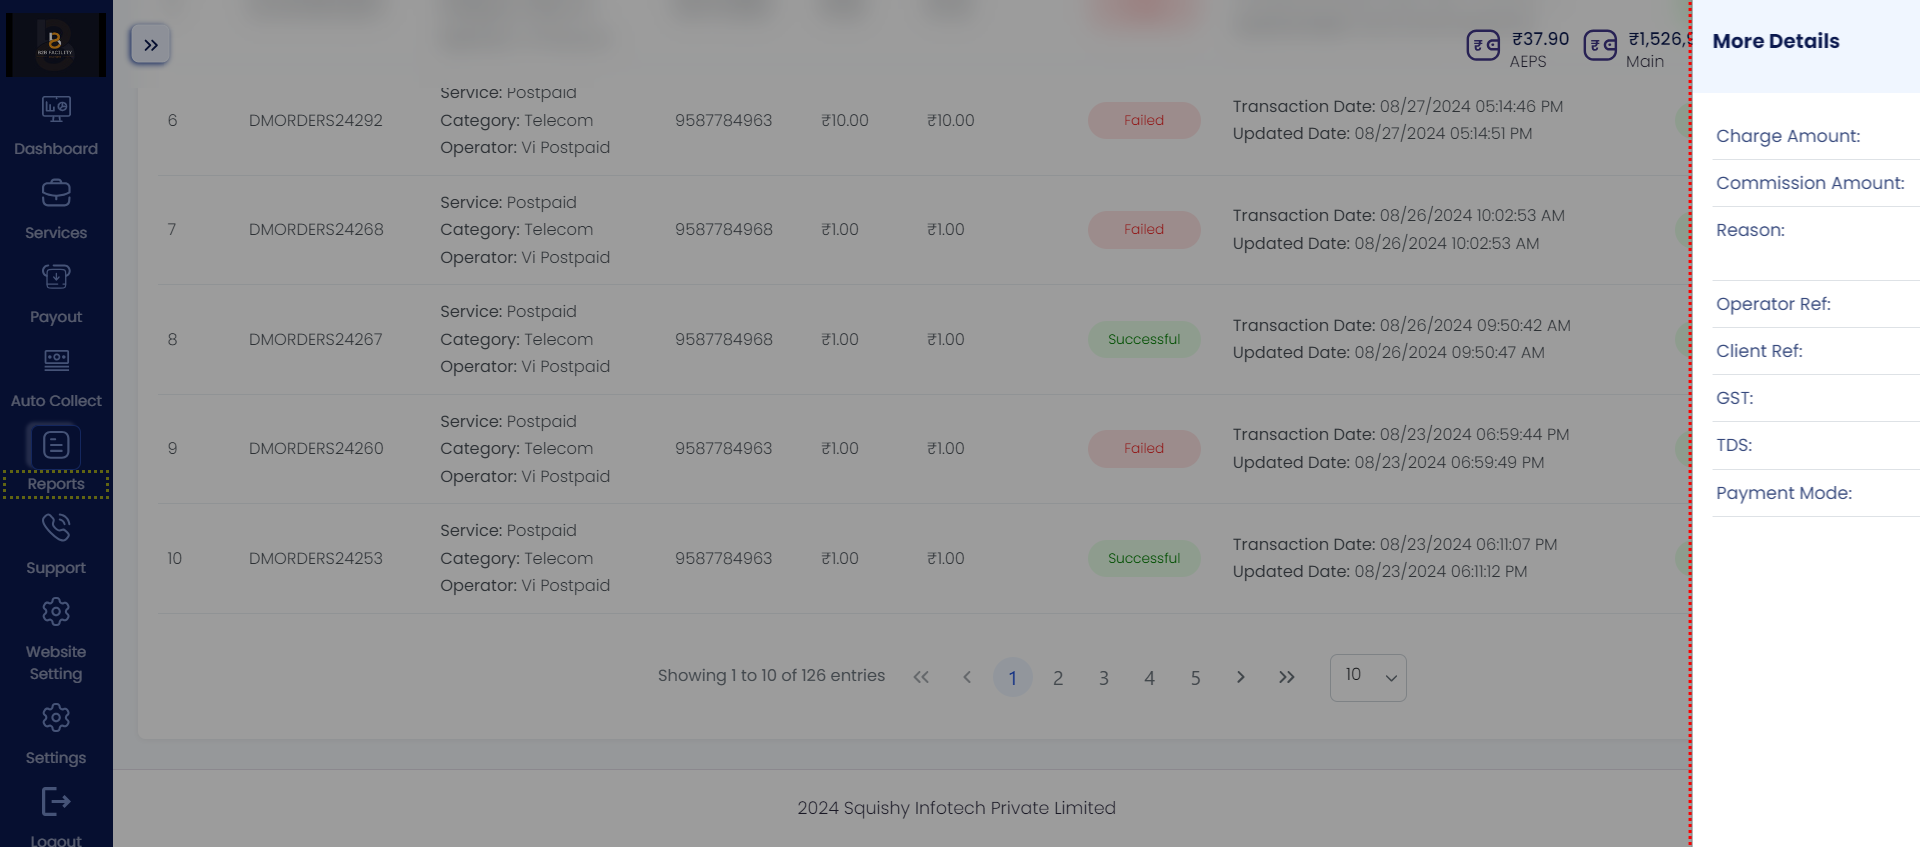 B2B FACILITY
Dashboard
Services
Payout
Auto Collect
Reports
Support
Website
Setting
Settings
Logout
₹37.90
AEPS
₹1,526,9
Main
6
DMORDERS24292
Service: Postpaid
Category: Telecom
Operator: Vi Postpaid
9587784963
₹10.00
₹10.00
Failed
Transaction Date: 08/27/2024 05:14:46 PM
Updated Date: 08/27/2024 05:14:51 PM
7
DMORDERS24268
Service: Postpaid
Category: Telecom
Operator: Vi Postpaid
9587784968
₹1.00
₹1.00
Failed
Transaction Date: 08/26/2024 10:02:53 AM
Updated Date: 08/26/2024 10:02:53 AM
8
DMORDERS24267
Service: Postpaid
Category: Telecom
Operator: Vi Postpaid
9587784968
₹1.00
₹1.00
Successful
Transaction Date: 08/26/2024 09:50:42 AM
Updated Date: 08/26/2024 09:50:47 AM
9
DMORDERS24260
Service: Postpaid
Category: Telecom
Operator: Vi Postpaid
9587784963
₹1.00
₹1.00
Failed
Transaction Date: 08/23/2024 06:59:44 PM
Updated Date: 08/23/2024 06:59:49 PM
10
DMORDERS24253
Service: Postpaid
Category: Telecom
Operator: Vi Postpaid
9587784963
₹1.00
₹1.00
Successful
Transaction Date: 08/23/2024 06:11:07 PM
Updated Date: 08/23/2024 06:11:12 PM
Showing 1 to 10 of 126 entries
1 2 3 4 5
10
2024 Squishy Infotech Private Limited
More Details
Charge Amount:
Commission Amount:
Reason:
Operator Ref:
Client Ref:
GST:
TDS:
Payment Mode: